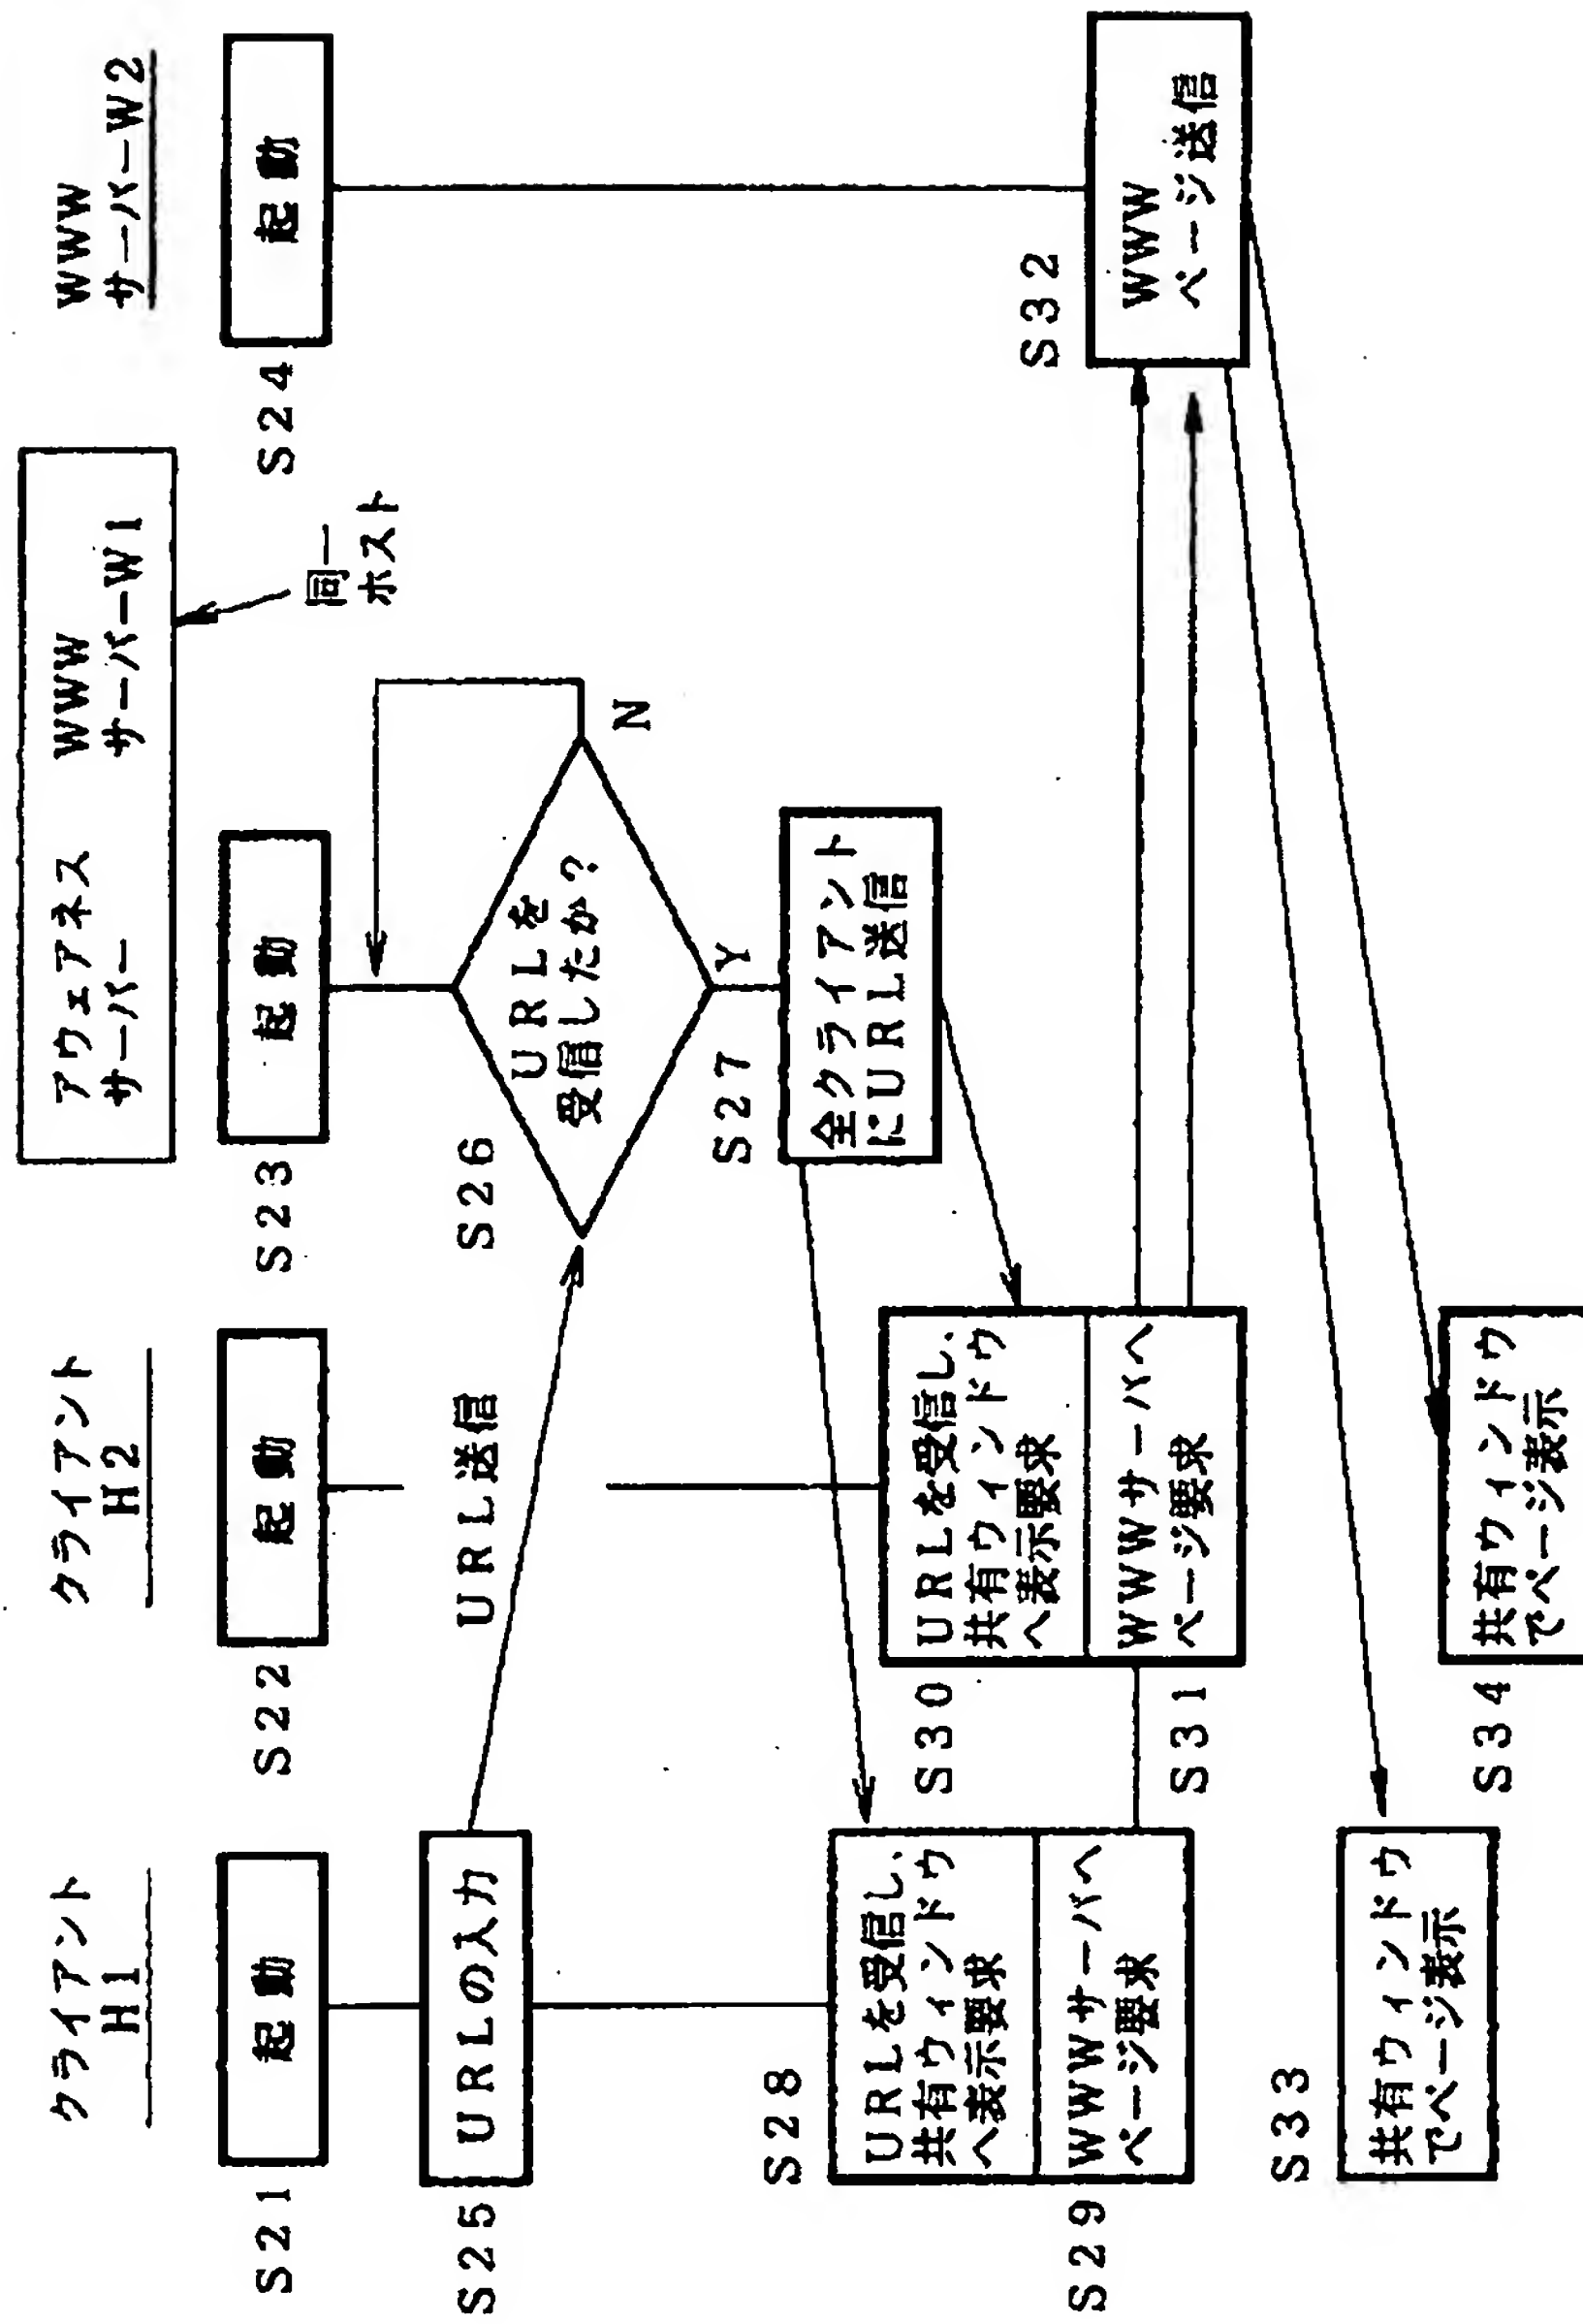 クライアント
H1
クライアント
H2
アウェアネス
サーバー
WWW
サーバーW1
WWW
サーバーW2
同一
ホスト
S21
起動
S22
起動
S23
起動
S24
起動
S25
URLの入力
URL送信
S26
URLを
受信したか?
N
Y
S27
全クライアント
にURL送信
S28
URLを受信し、
共有ウィンドウ
へ表示要求
S29
WWWサーバへ
ページ要求
S30
URLを受信し、
共有ウィンドウ
へ表示要求
S31
WWWサーバへ
ページ要求
S32
WWW
ページ送信
S33
共有ウィンドウ
でページ表示
S34
共有ウィンドウ
でページ表示